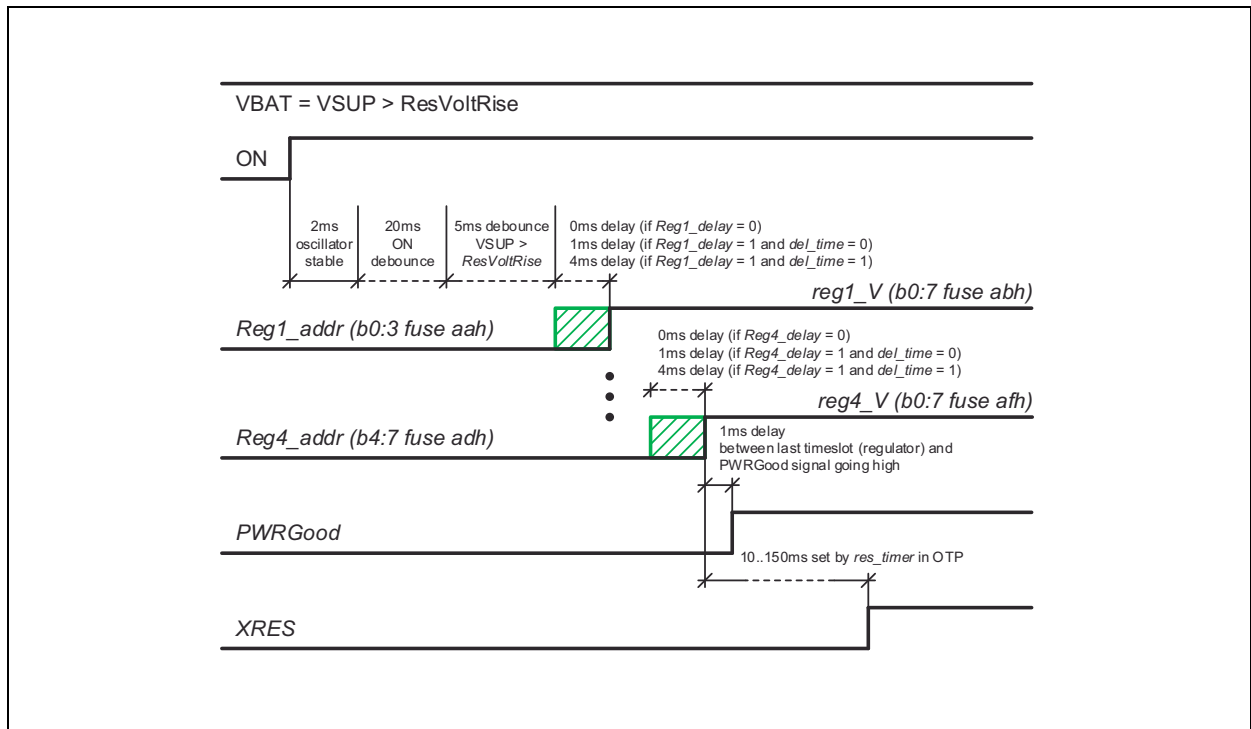 VBAT = VSUP > ResVoltRise
ON
2ms
oscillator
stable
20ms
ON
debounce
5ms debounce
VSUP >
ResVoltRise
0ms delay (if Reg1_delay = 0)
1ms delay (if Reg1_delay = 1 and del_time = 0)
4ms delay (if Reg1_delay = 1 and del_time = 1)
reg1_V (b0:7 fuse abh)
Reg1_addr (b0:3 fuse aah)
0ms delay (if Reg4_delay = 0)
1ms delay (if Reg4_delay = 1 and del_time = 0)
4ms delay (if Reg4_delay = 1 and del_time = 1)
reg4_V (b0:7 fuse afh)
Reg4_addr (b4:7 fuse adh)
1ms delay
between last timeslot (regulator) and
PWRGood signal going high
PWRGood
10..150ms set by res_timer in OTP
XRES